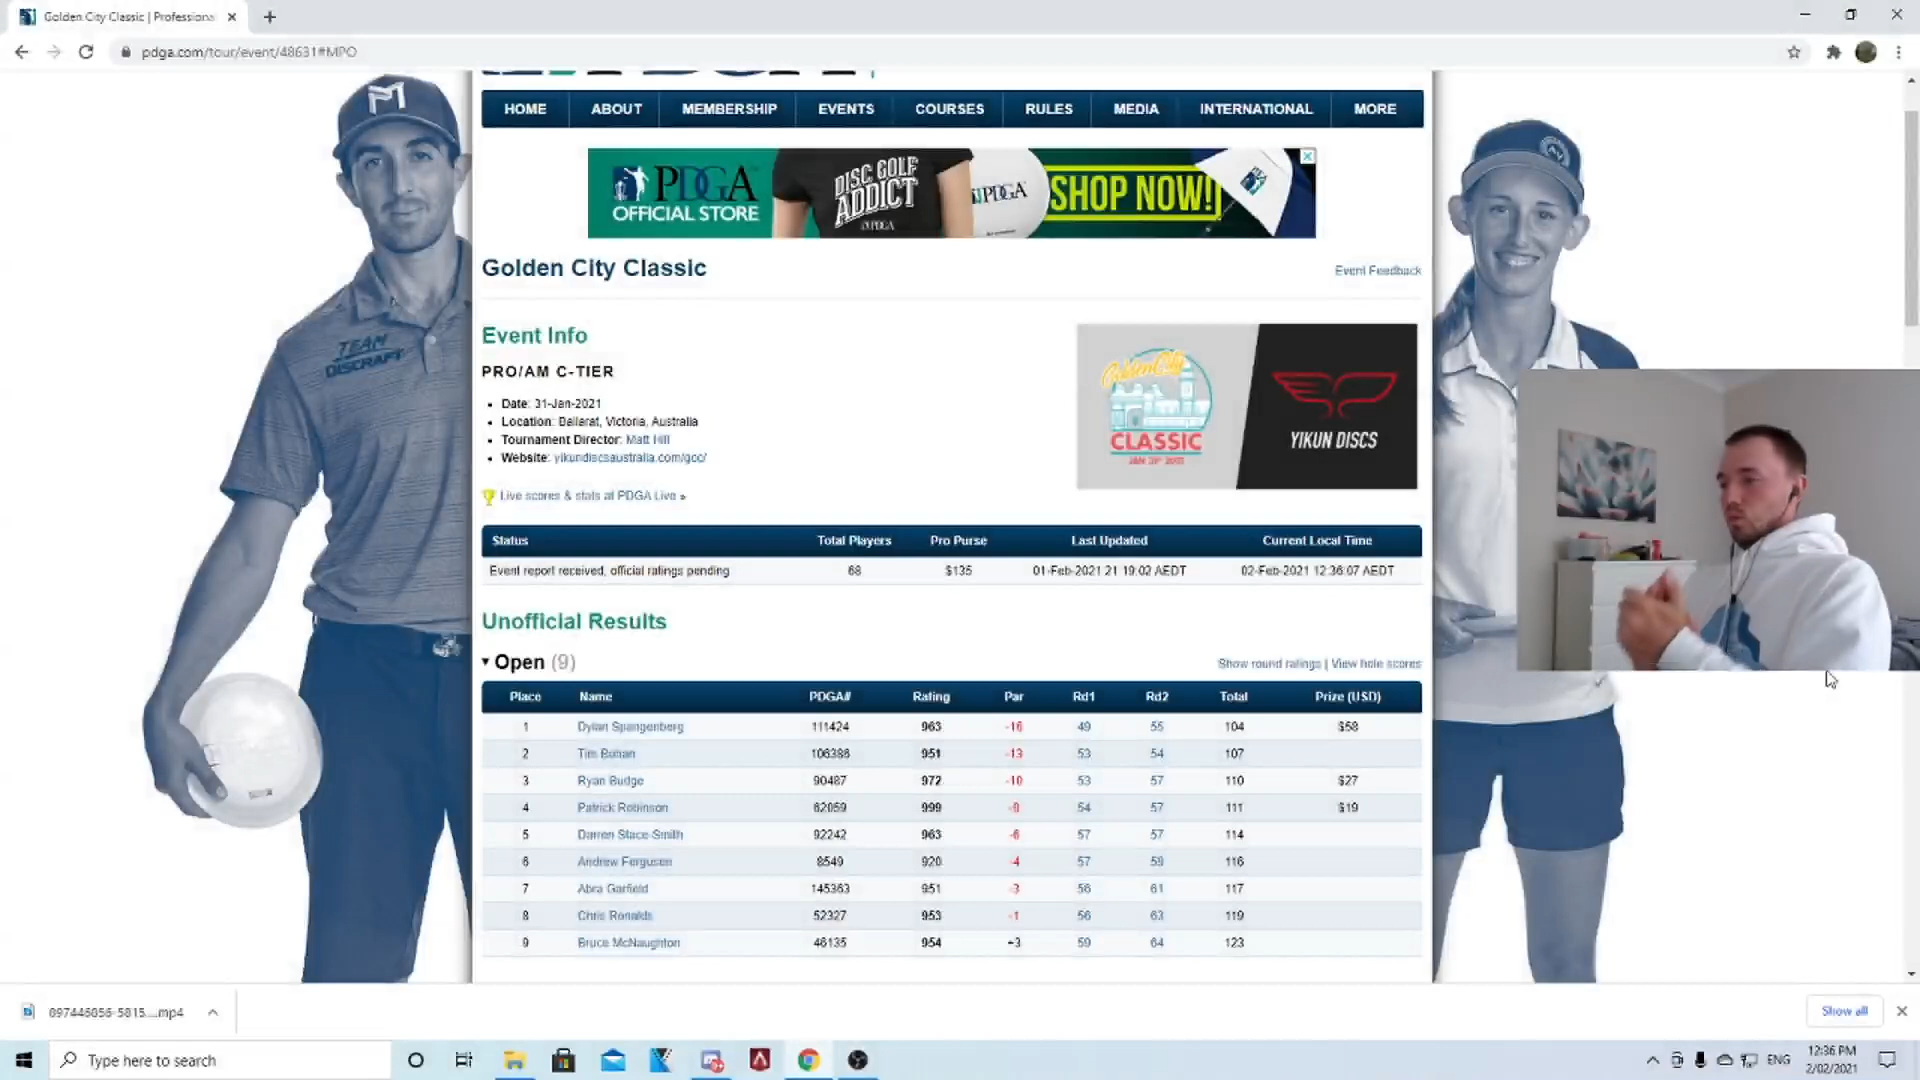 Golden City Classic | Professiona
pdga.com/tour/event/48631#MPO
HOME ABOUT MEMBERSHIP EVENTS COURSES RULES MEDIA INTERNATIONAL MORE
PDGA
OFFICIAL STORE
DISC GOLF
ADDICT
PDGA
PDGA
SHOP NOW!
Golden City Classic
Event Feedback
Event Info
PRO/AM C-TIER
Date: 31-Jan-2021
Location: Ballarat, Victoria, Australia
Tournament Director: Matt Hill
Website: yikundiscsaustralia.com/gcc/
Live scores & stats at PDGA Live »
Golden City
CLASSIC
YIKUN DISCS
TEAM
DISCRAFT
Status Total Players Pro Purse Last Updated Current Local Time
Event report received, official ratings pending 68 $135 01-Feb-2021 21:19:02 AEDT 02-Feb-2021 12:36:07 AEDT
Unofficial Results
Open (9)
Show round ratings | View hole scores
Place Name PDGA# Rating Par Rd1 Rd2 Total Prize (USD)
1 Dylan Spangenberg 111424 963 -16 49 55 104 $58
2 Tim Bohan 106386 951 -13 53 54 107
3 Ryan Budge 90487 972 -10 53 57 110 $27
4 Patrick Robinson 62059 999 -9 54 57 111 $19
5 Darren Stace-Smith 92242 963 -6 57 57 114
6 Andrew Ferguson 8549 920 -4 57 59 116
7 Abra Garfield 145363 951 -3 56 61 117
8 Chris Ronalds 52327 953 -1 56 63 119
9 Bruce McNaughton 46135 954 +3 59 64 123
097446856-5815....mp4
Show all
Type here to search
ENG
12:36 PM
2/02/2021